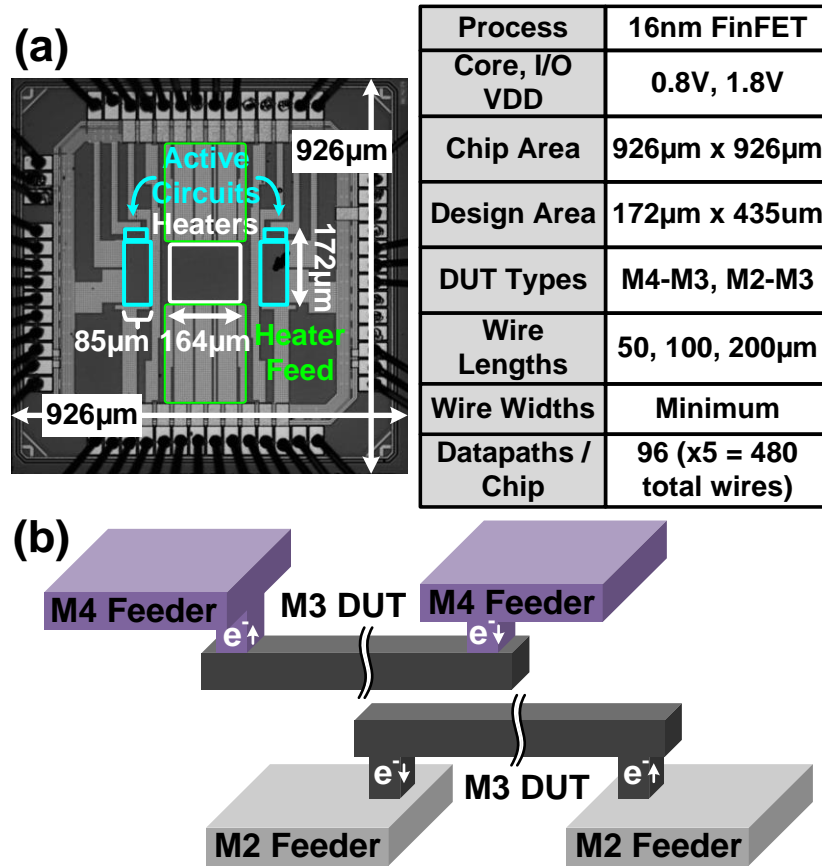 (a)
926µm
Active
Circuits
Heaters
172µm
85µm
164µm
Heater
Feed
926µm
Process
16nm FinFET
Core, I/O
VDD
0.8V, 1.8V
Chip Area
926µm x 926µm
Design Area
172µm x 435um
DUT Types
M4-M3, M2-M3
Wire
Lengths
50, 100, 200µm
Wire Widths
Minimum
Datapaths /
Chip
96 (x5 = 480
total wires)
(b)
M4 Feeder
M3 DUT
M4 Feeder
e-
e-
e-
M3 DUT
e-
M2 Feeder
M2 Feeder